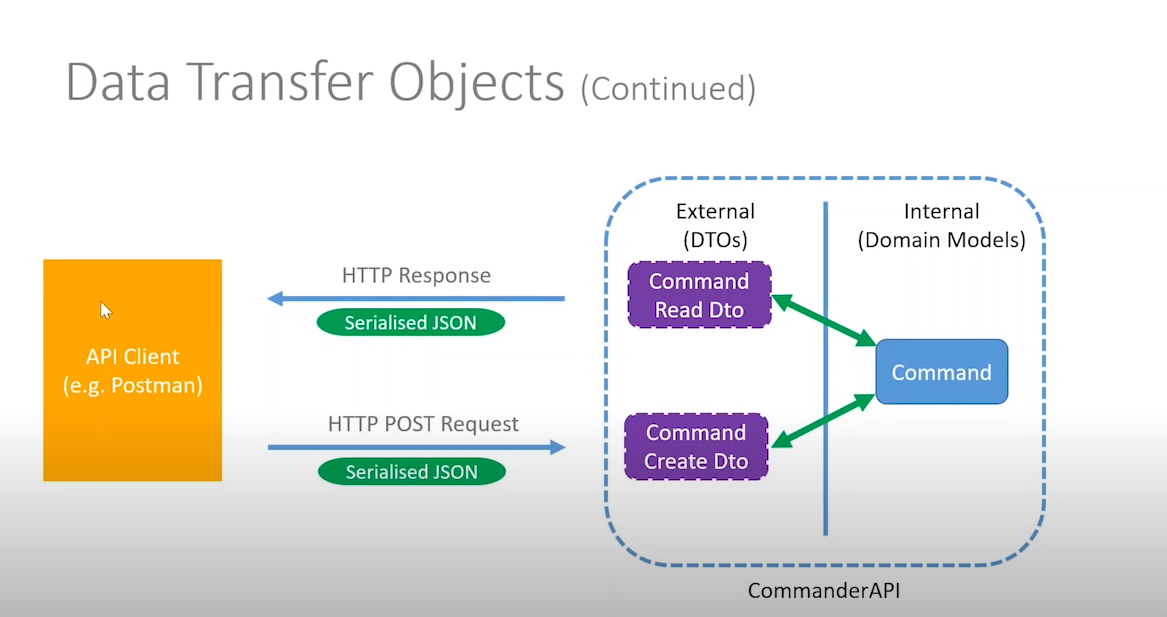 Data Transfer Objects (Continued)
API Client
(e.g. Postman)
HTTP Response
Serialised JSON
HTTP POST Request
Serialised JSON
External
(DTOs)
Internal
(Domain Models)
Command
Read Dto
Command
Command
Create Dto
CommanderAPI